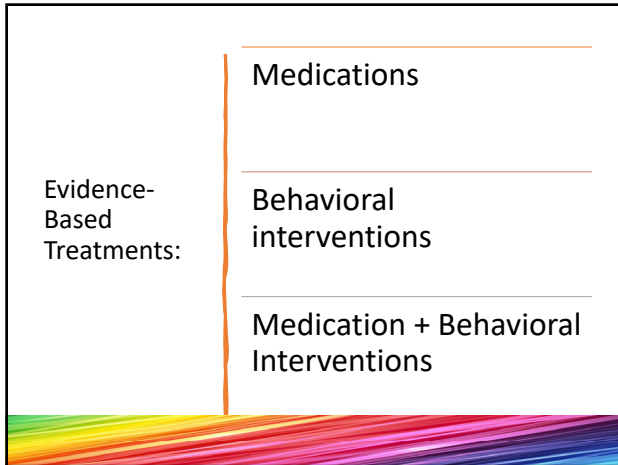 Evidence-
Based
Treatments:
Medications
Behavioral
interventions
Medication + Behavioral
Interventions